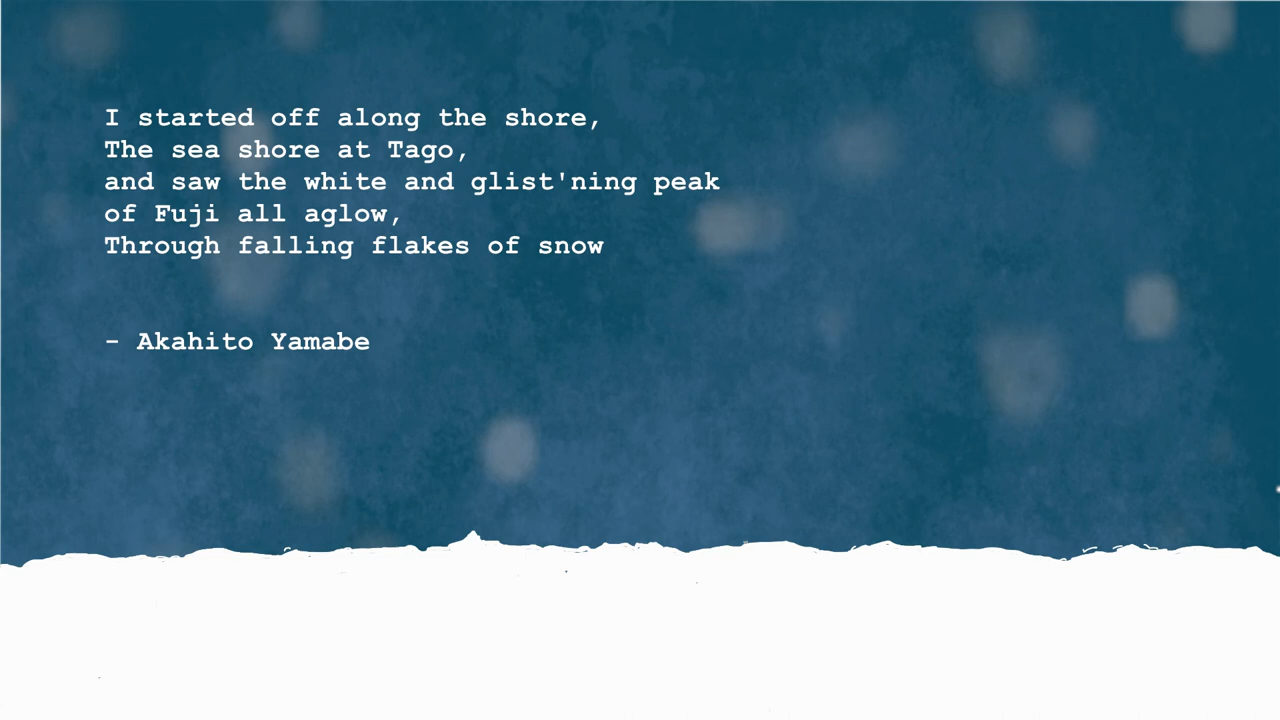 I started off along the shore,
The sea shore at Tago,
and saw the white and glist'ning peak
of Fuji all aglow,
Through falling flakes of snow
- Akahito Yamabe